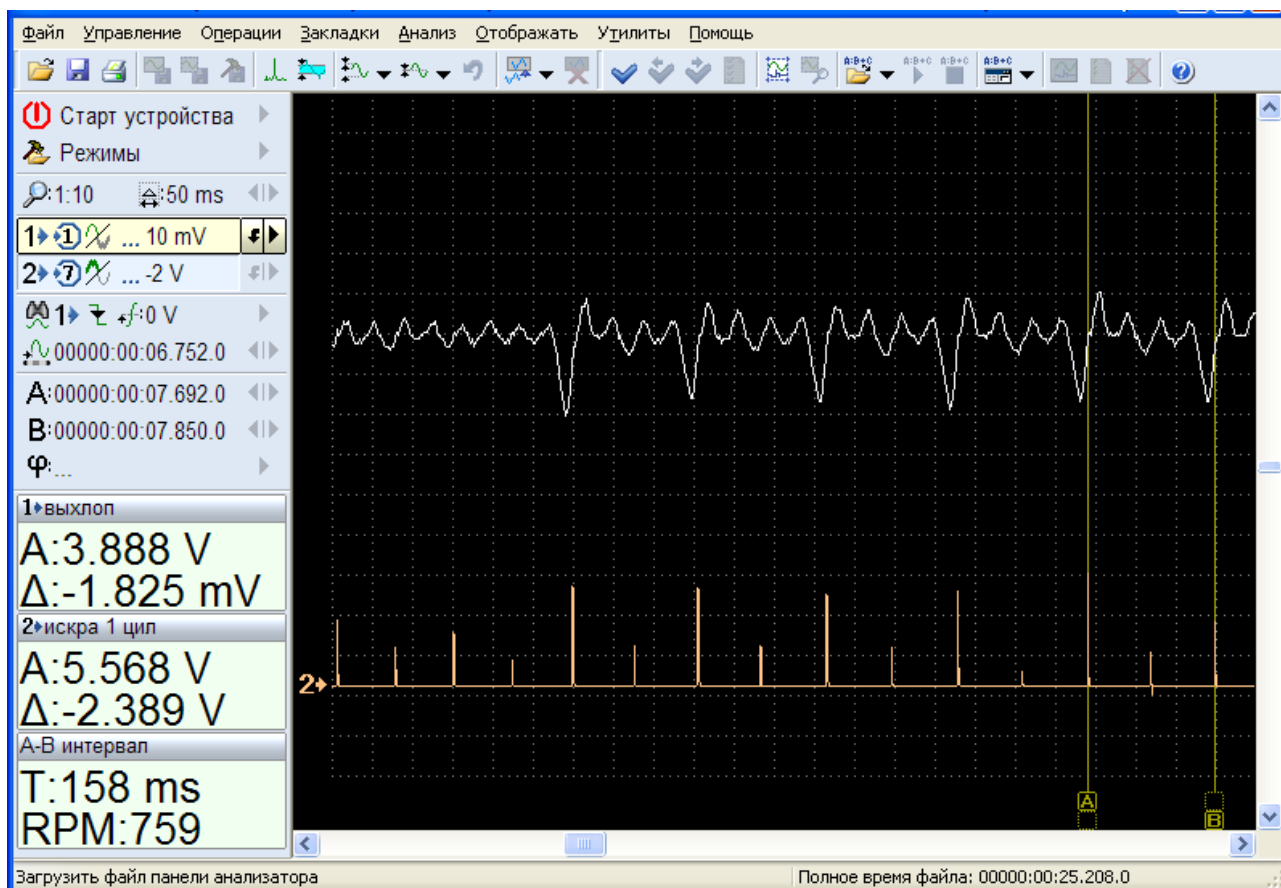 Файл Управление Операции Закладки Анализ Отображать Утилиты Помощь
A:B+C A:B+C A:B+C A:B+C
Старт устройства
Режимы
:1:10 :50 ms
1 1 ... 10 mV
2 7 ... -2 V
1 f:0 V
00000:00:06.752.0
A:00000:00:07.692.0
B:00000:00:07.850.0
φ:...
1 выхлоп
A:3.888 V
Δ:-1.825 mV
2 искра 1 цил
A:5.568 V
Δ:-2.389 V
A-B интервал
T:158 ms
RPM:759
2
A
B
Загрузить файл панели анализатора
Полное время файла: 00000:00:25.208.0